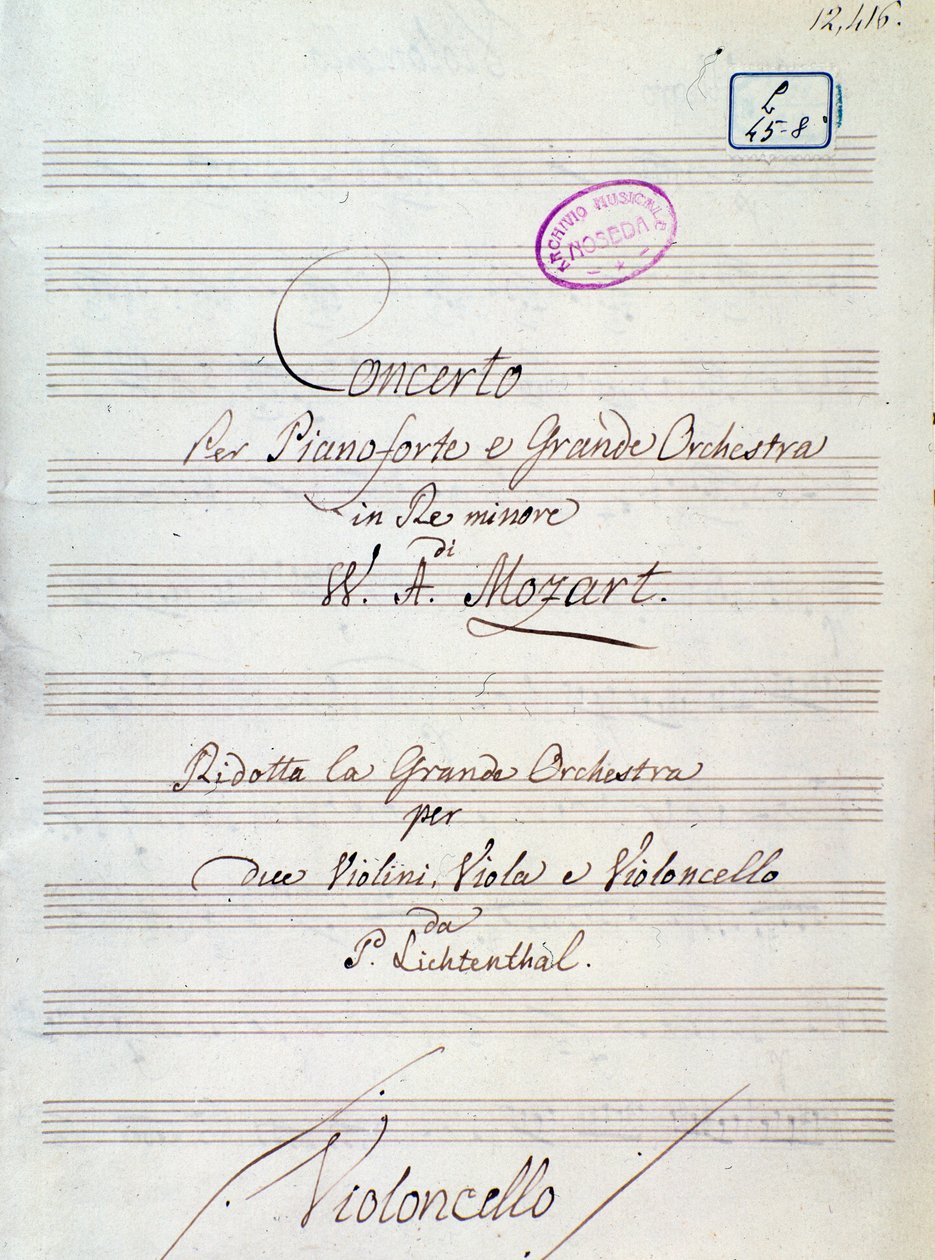 12,416.
L
45-8
ARCHIVIO MUSICALE
NOSEDA
Concerto
Per Pianoforte e Grande Orchestra
in Re minore
di
W. A. Mozart.
Ridotta la Grande Orchestra
per
due Violini, Viola e Violoncello
da
P. Lichtenthal.
Violoncello